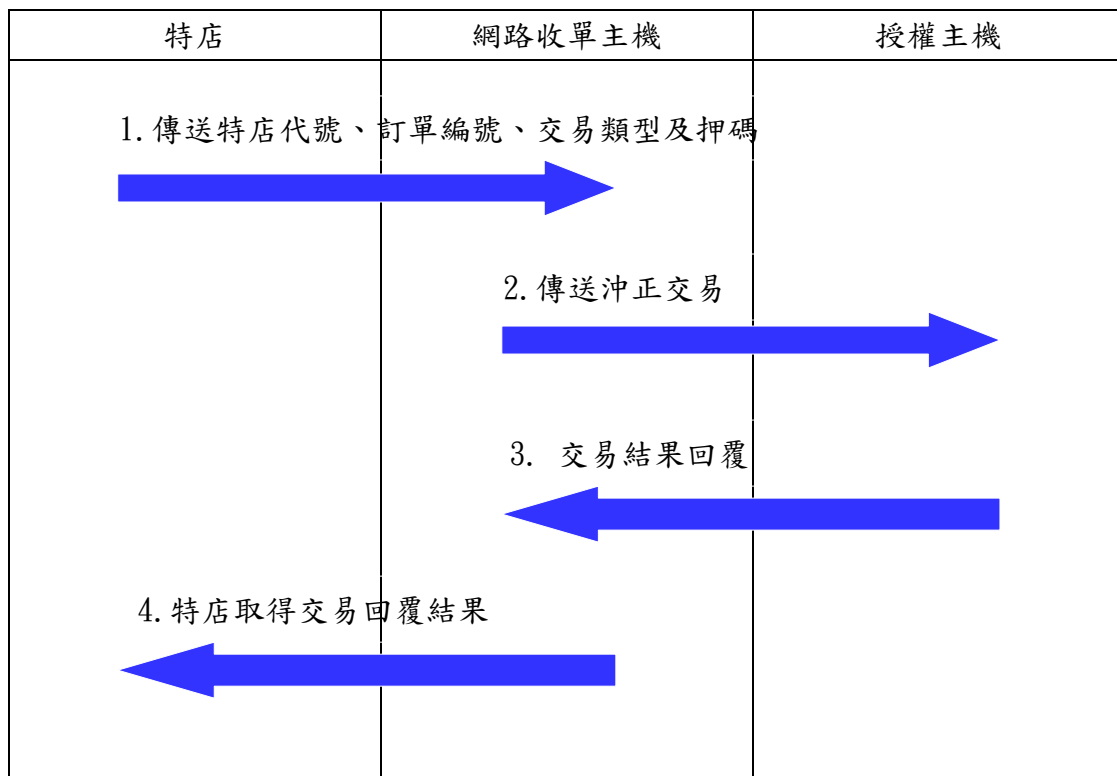 特店
網路收單主機
授權主機
1.傳送特店代號、訂單編號、交易類型及押碼
2.傳送沖正交易
3. 交易結果回覆
4.特店取得交易回覆結果